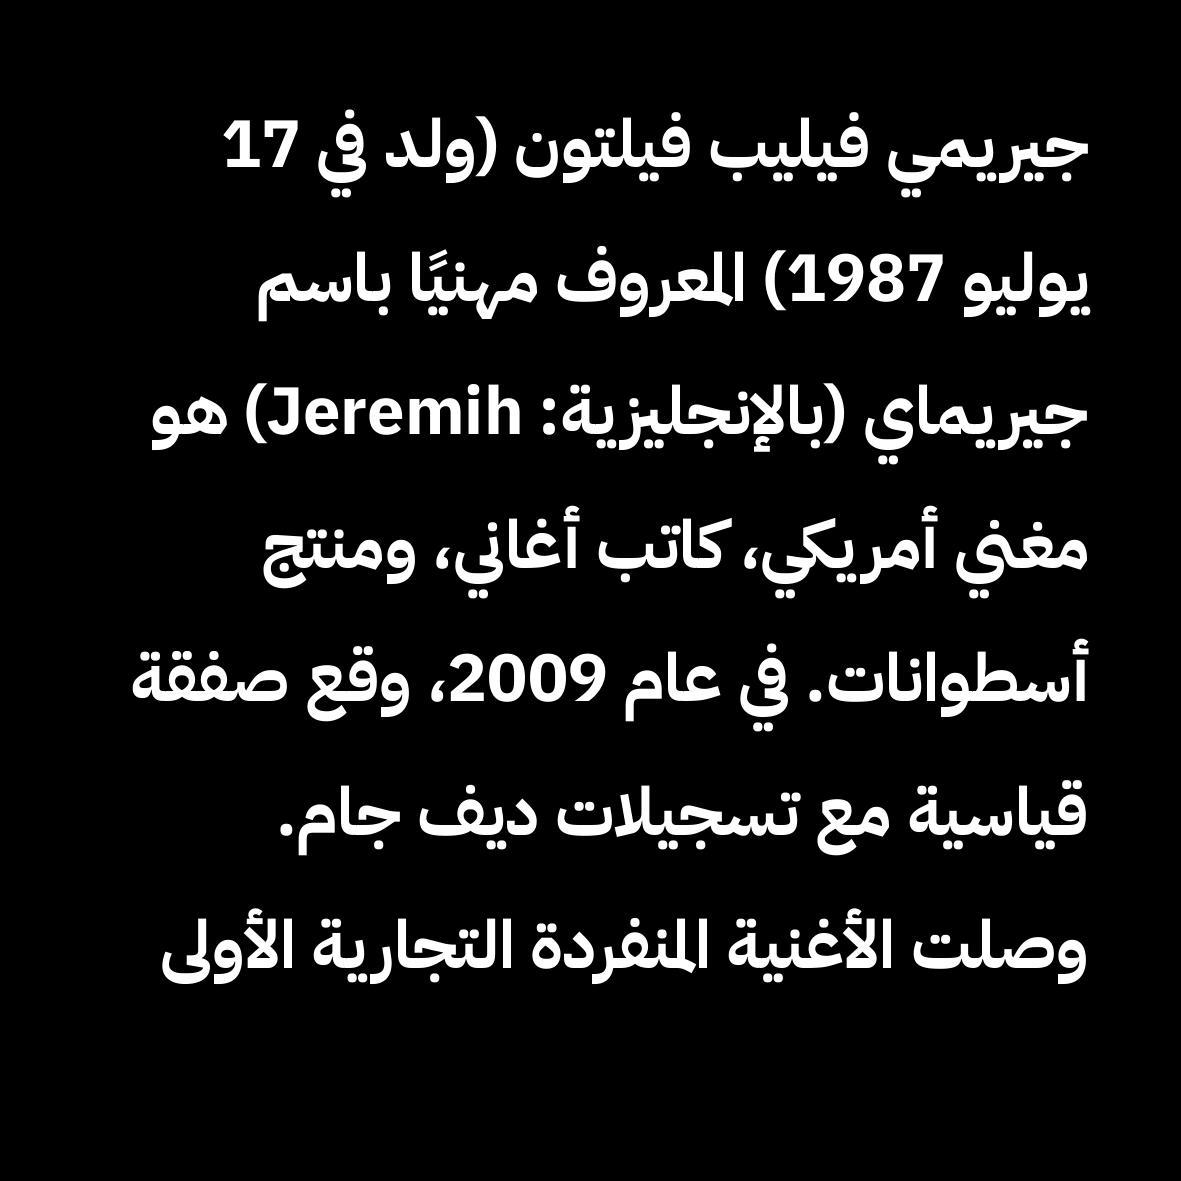 جيريمي فيليب فيلتون (ولد في 17
يوليو 1987) المعروف مهنيًا باسم
جيريماي (بالإنجليزية: Jeremih) هو
مغني أمريكي، كاتب أغاني، ومنتج
أسطوانات. في عام 2009، وقع صفقة
قياسية مع تسجيلات ديف جام.
وصلت الأغنية المنفردة التجارية الأولى